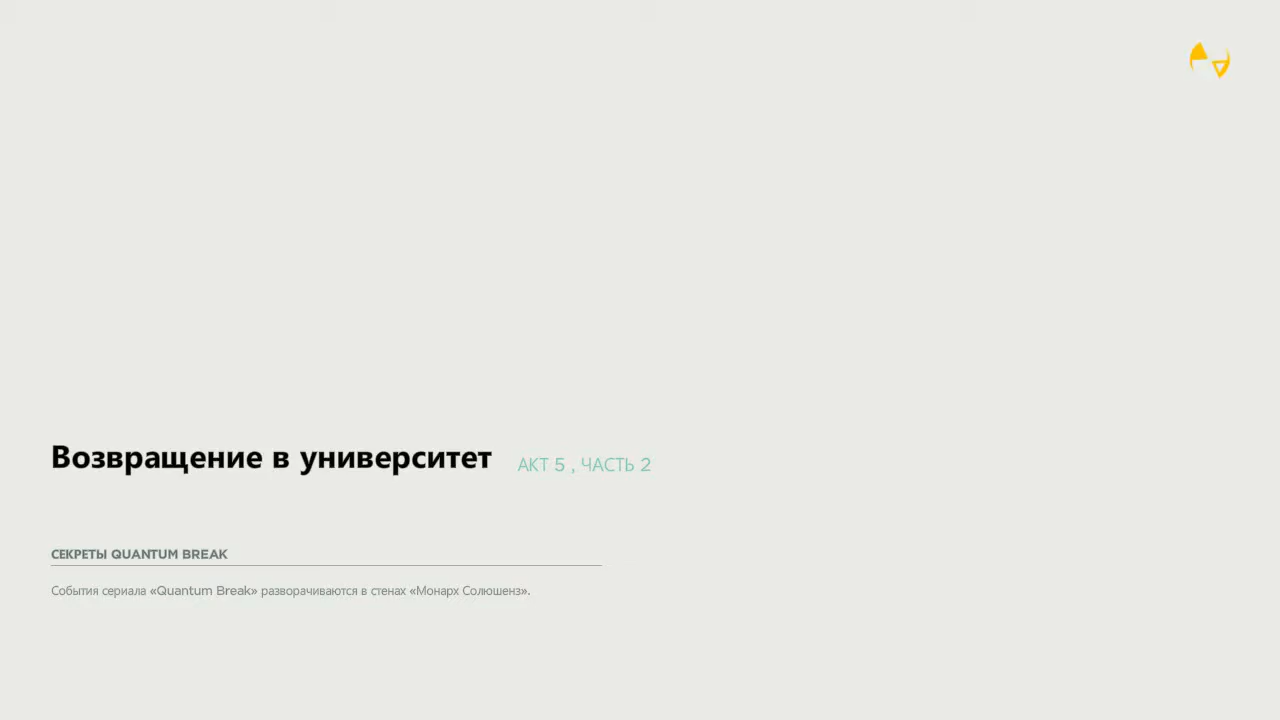 Возвращение в университет АКТ 5 , ЧАСТЬ 2
СЕКРЕТЫ QUANTUM BREAK
События сериала «Quantum Break» разворачиваются в стенах «Монарх Солюшенз».